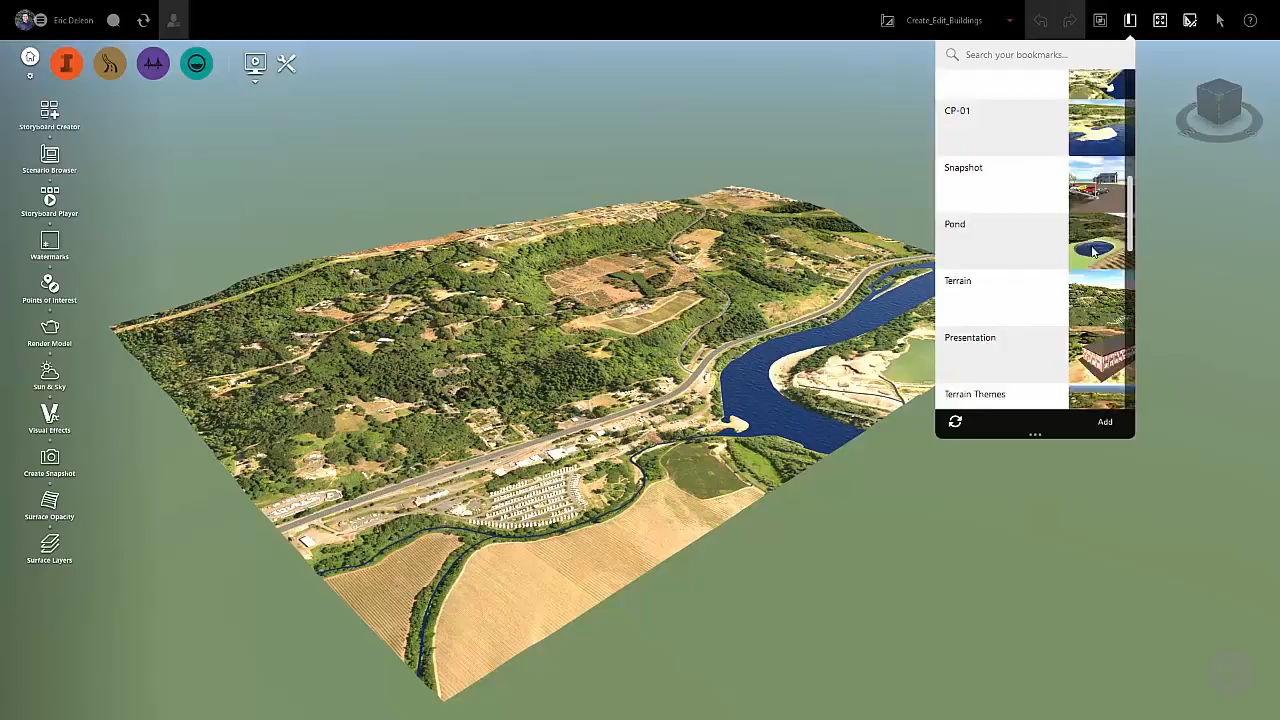 Eric Deleon
Create_Edit_Buildings
Search your bookmarks...
CP-01
Snapshot
Pond
Terrain
Presentation
Terrain Themes
Add
Storyboard Creator
Scenario Browser
Storyboard Player
Watermarks
Points of Interest
Render Model
Sun & Sky
Visual Effects
Create Snapshot
Surface Opacity
Surface Layers